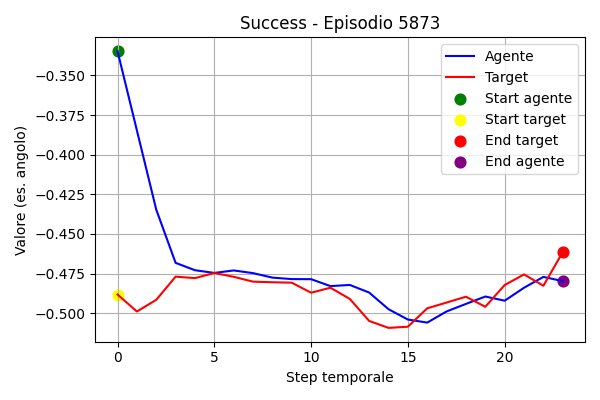 Success - Episodio 5873
Valore (es. angolo)
−0.350
−0.375
−0.400
−0.425
−0.450
−0.475
−0.500
Agente
Target
Start agente
Start target
End target
End agente
0
5
10
15
20
Step temporale